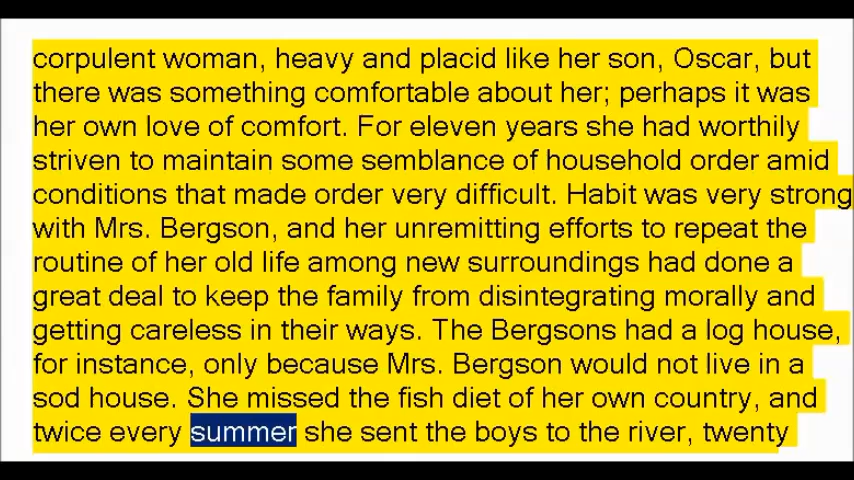 corpulent woman, heavy and placid like her son, Oscar, but
there was something comfortable about her; perhaps it was
her own love of comfort. For eleven years she had worthily
striven to maintain some semblance of household order amid
conditions that made order very difficult. Habit was very strong
with Mrs. Bergson, and her unremitting efforts to repeat the
routine of her old life among new surroundings had done a
great deal to keep the family from disintegrating morally and
getting careless in their ways. The Bergsons had a log house,
for instance, only because Mrs. Bergson would not live in a
sod house. She missed the fish diet of her own country, and
twice every summer she sent the boys to the river, twenty